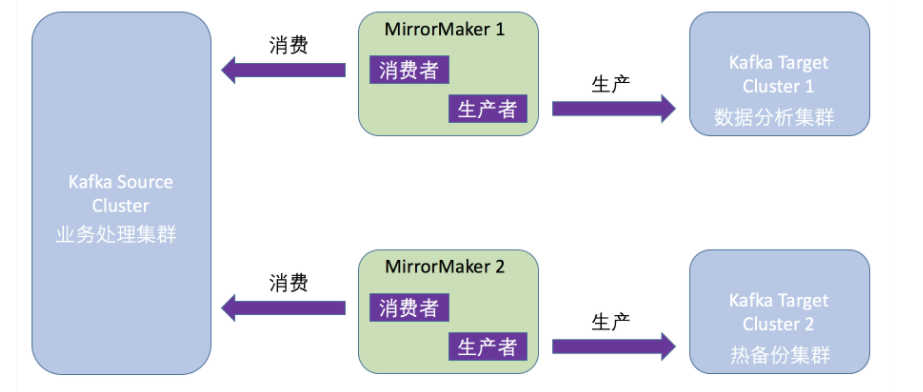 消费
MirrorMaker 1
消费者
生产者
生产
Kafka Target
Cluster 1
数据分析集群
Kafka Source
Cluster
业务处理集群
消费
MirrorMaker 2
消费者
生产者
生产
Kafka Target
Cluster 2
热备份集群